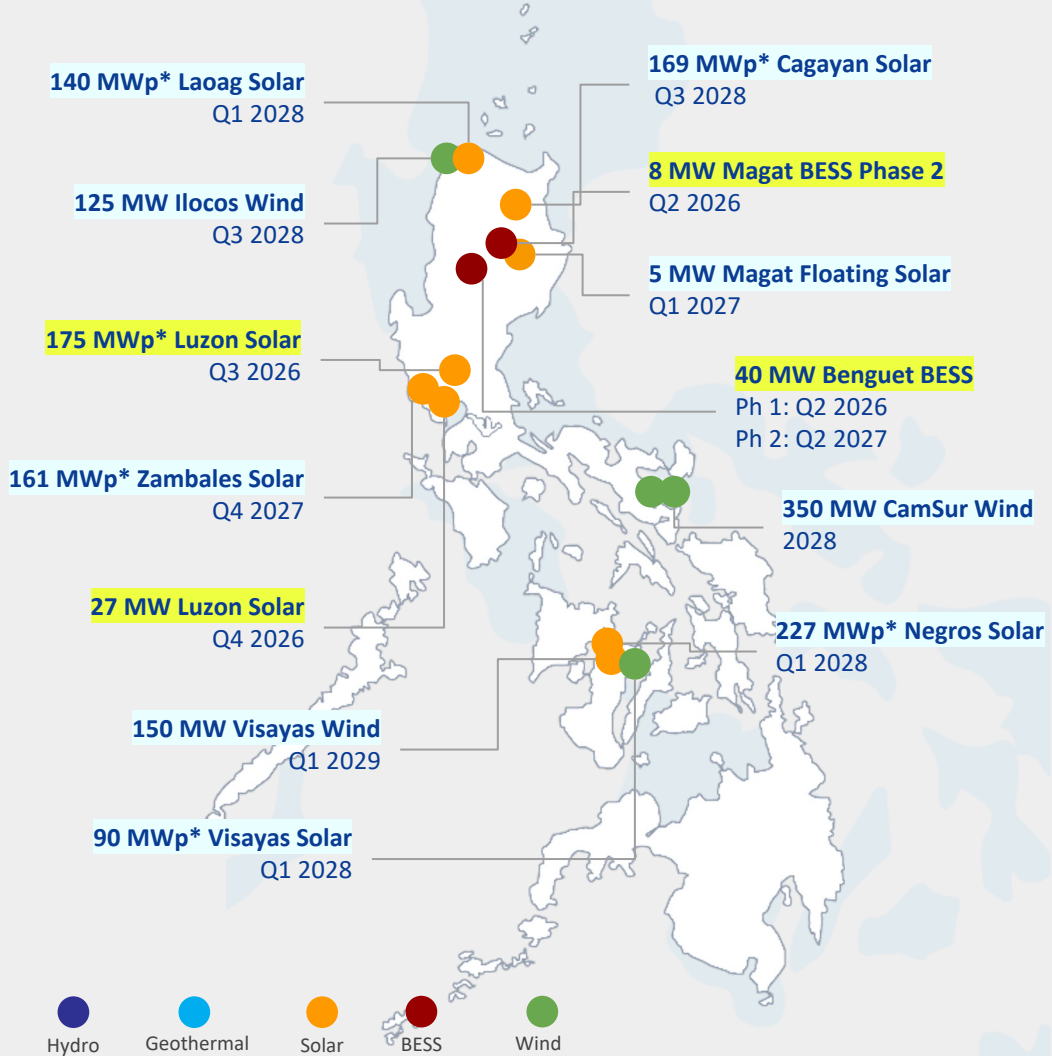 140 MWp* Laoag Solar
Q1 2028
125 MW Ilocos Wind
Q3 2028
175 MWp* Luzon Solar
Q3 2026
161 MWp* Zambales Solar
Q4 2027
27 MW Luzon Solar
Q4 2026
150 MW Visayas Wind
Q1 2029
90 MWp* Visayas Solar
Q1 2028
169 MWp* Cagayan Solar
Q3 2028
8 MW Magat BESS Phase 2
Q2 2026
5 MW Magat Floating Solar
Q1 2027
40 MW Benguet BESS
Ph 1: Q2 2026
Ph 2: Q2 2027
350 MW CamSur Wind
2028
227 MWp* Negros Solar
Q1 2028
Hydro
Geothermal
Solar
BESS
Wind